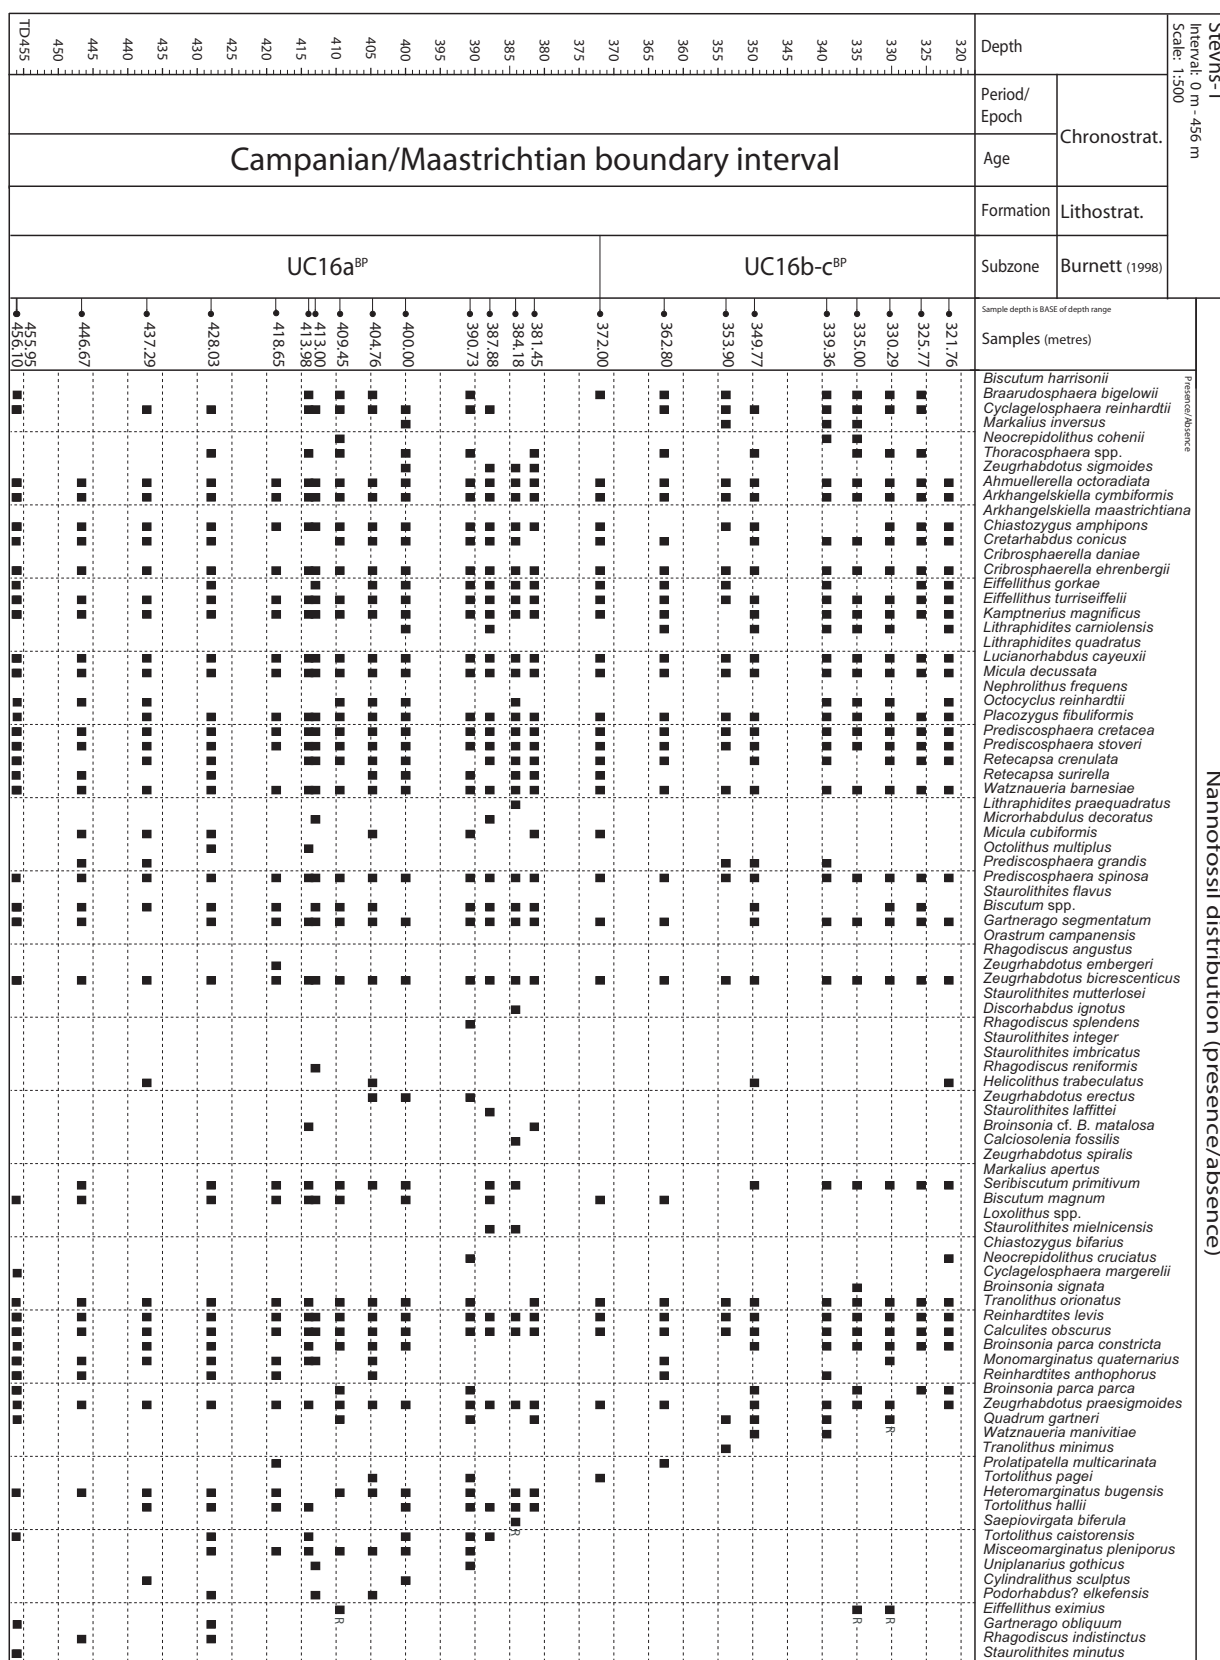 Stevns-1
Interval: 0 m - 456 m
Scale: 1:500
Depth
320
325
330
335
340
345
350
355
360
365
370
375
380
385
390
395
400
405
410
415
420
425
430
435
440
445
450
TD455
Period/
Epoch
Age
Chronostrat.
Campanian/Maastrichtian boundary interval
Formation
Lithostrat.
Subzone
Burnett (1998)
UC16a^BP
UC16b-c^BP
Sample depth is BASE of depth range
Samples (metres)
321.76
325.77
330.29
335.00
339.36
349.77
353.90
362.80
372.00
381.45
384.18
387.88
390.73
400.00
404.76
409.45
413.00
413.98
418.65
428.03
437.29
446.67
455.95
456.10
Nannofossil distribution (presence/absence)
Presence/Absence
Biscutum harrisonii
Braarudosphaera bigelowii
Cyclagelosphaera reinhardtii
Markalius inversus
Neocrepidolithus cohenii
Thoracosphaera spp.
Zeugrhabdotus sigmoides
Ahmuellerella octoradiata
Arkhangelskiella cymbiformis
Arkhangelskiella maastrichtiana
Chiastozygus amphipons
Cretarhabdus conicus
Cribrosphaerella daniae
Cribrosphaerella ehrenbergii
Eiffellithus gorkae
Eiffellithus turriseiffelii
Kamptnerius magnificus
Lithraphidites carniolensis
Lithraphidites quadratus
Lucianorhabdus cayeuxii
Micula decussata
Nephrolithus frequens
Octocyclus reinhardtii
Placozygus fibuliformis
Prediscosphaera cretacea
Prediscosphaera stoveri
Retecapsa crenulata
Retecapsa surirella
Watznaueria barnesiae
Lithraphidites praequadratus
Microrhabdulus decoratus
Micula cubiformis
Octolithus multiplus
Prediscosphaera grandis
Prediscosphaera spinosa
Staurolithites flavus
Biscutum spp.
Gartnerago segmentatum
Orastrum campanensis
Rhagodiscus angustus
Zeugrhabdotus embergeri
Zeugrhabdotus bicrescenticus
Staurolithites mutterlosei
Discorhabdus ignotus
Rhagodiscus splendens
Staurolithites integer
Staurolithites imbricatus
Rhagodiscus reniformis
Helicolithus trabeculatus
Zeugrhabdotus erectus
Staurolithites laffittei
Broinsonia cf. B. matalosa
Calciosolenia fossilis
Zeugrhabdotus spiralis
Markalius apertus
Seribiscutum primitivum
Biscutum magnum
Loxolithus spp.
Staurolithites mielnicensis
Chiastozygus bifarius
Neocrepidolithus cruciatus
Cyclagelosphaera margerelii
Broinsonia signata
Tranolithus orionatus
Reinhardtites levis
Calculites obscurus
Broinsonia parca constricta
Monomarginatus quaternarius
Reinhardtites anthophorus
Broinsonia parca parca
Zeugrhabdotus praesigmoides
Quadrum gartneri
R
Watznaueria manivitiae
Tranolithus minimus
Prolatipatella multicarinata
Tortolithus pagei
Heteromarginatus bugensis
Tortolithus hallii
Saepiovirgata biferula
R
Tortolithus caistorensis
Misceomarginatus pleniporus
Uniplanarius gothicus
Cylindralithus sculptus
Podorhabdus? elkefensis
Eiffellithus eximius
R R R
Gartnerago obliquum
Rhagodiscus indistinctus
Staurolithites minutus